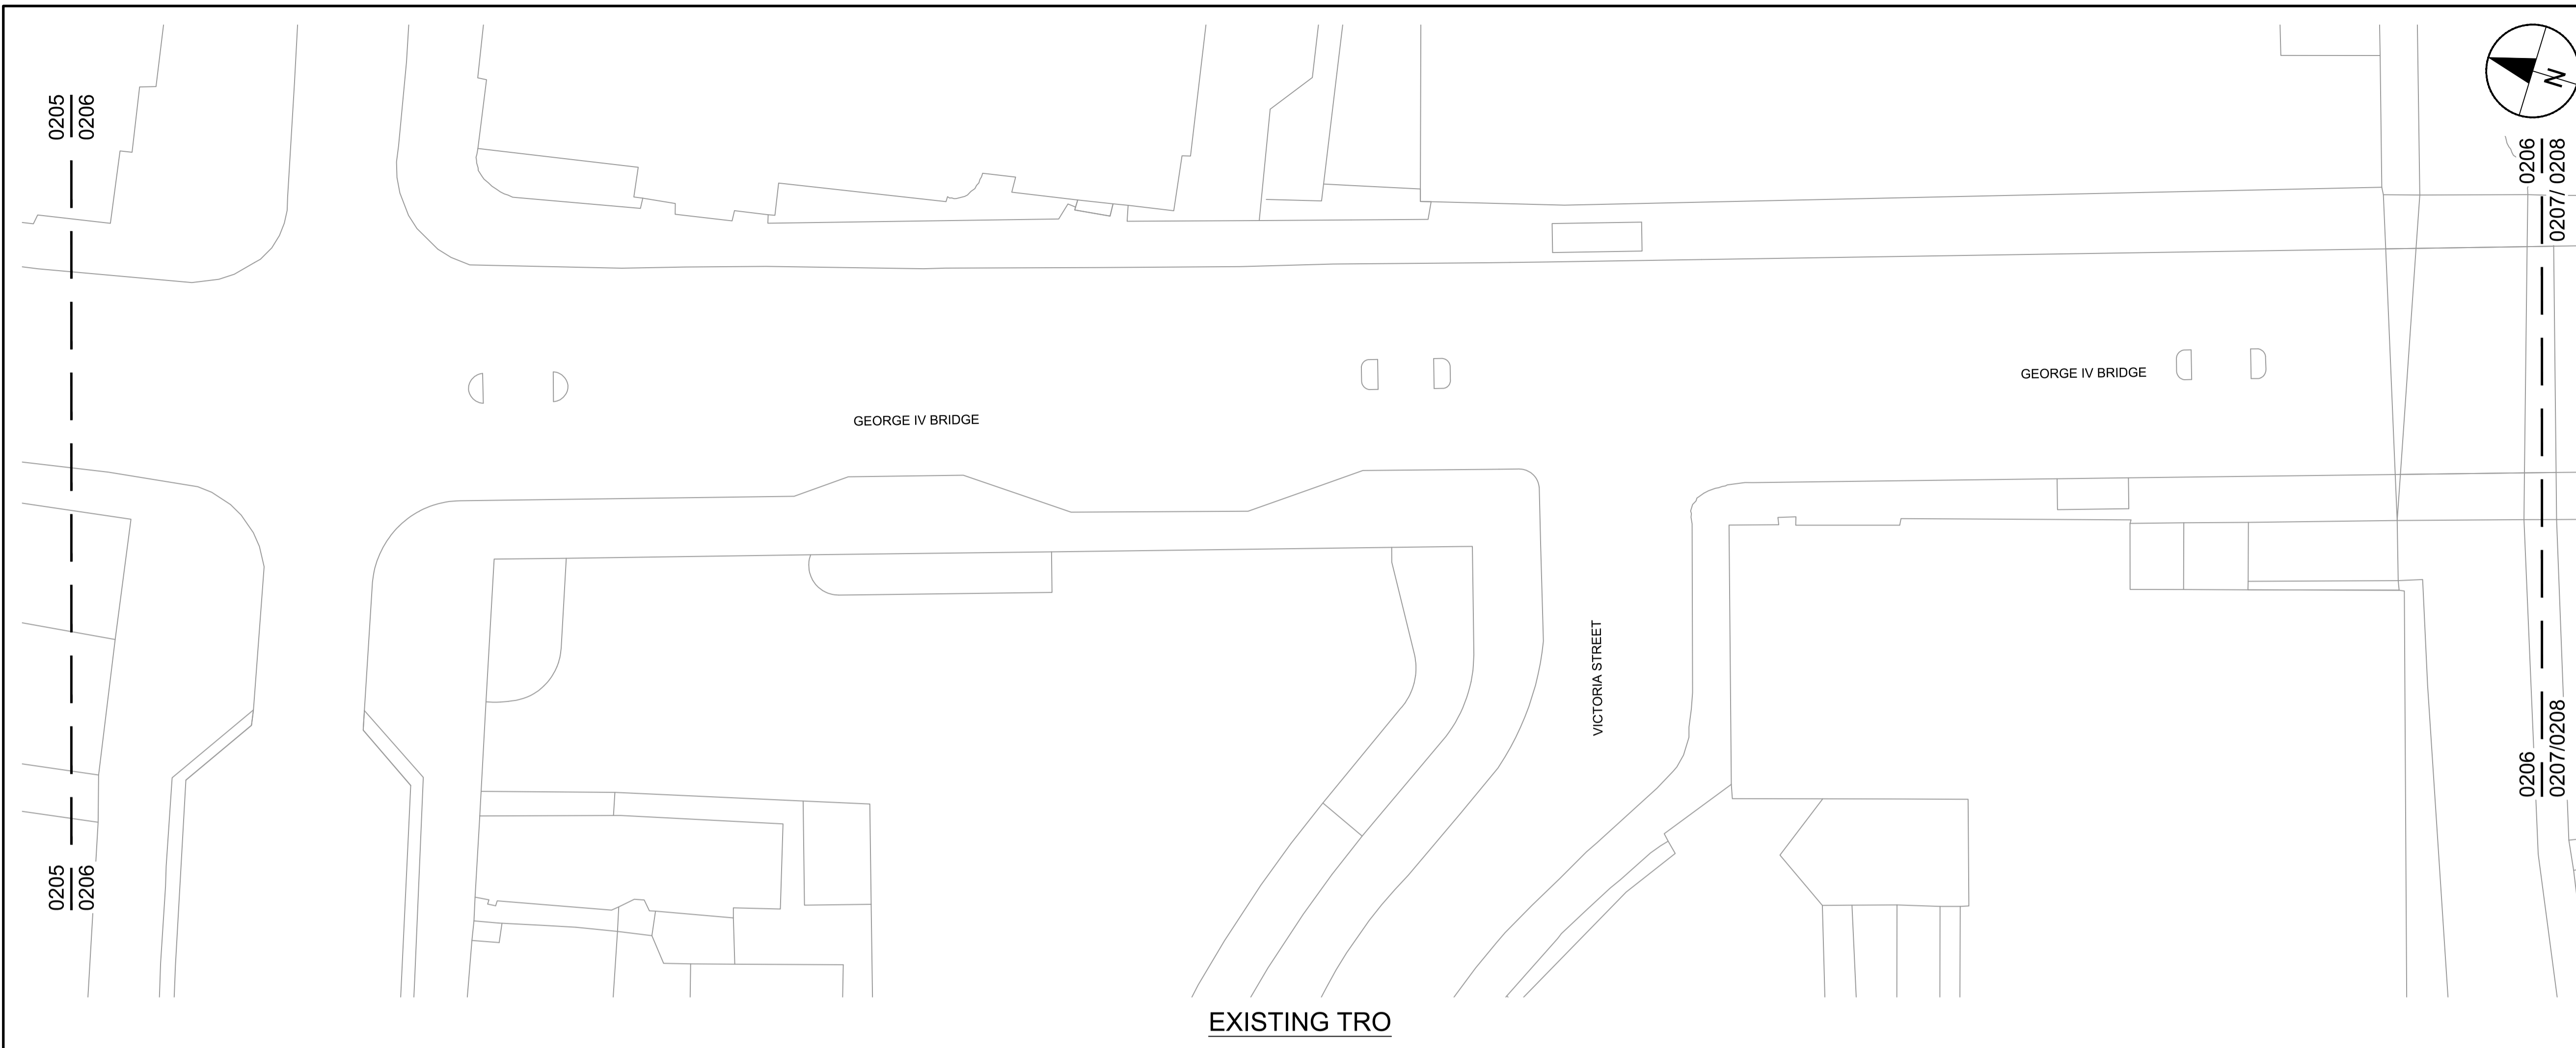 0205
0206
N
0206
0207/ 0208
GEORGE IV BRIDGE
GEORGE IV BRIDGE
VICTORIA STREET
0206
0207/0208
0205
0206
EXISTING TRO